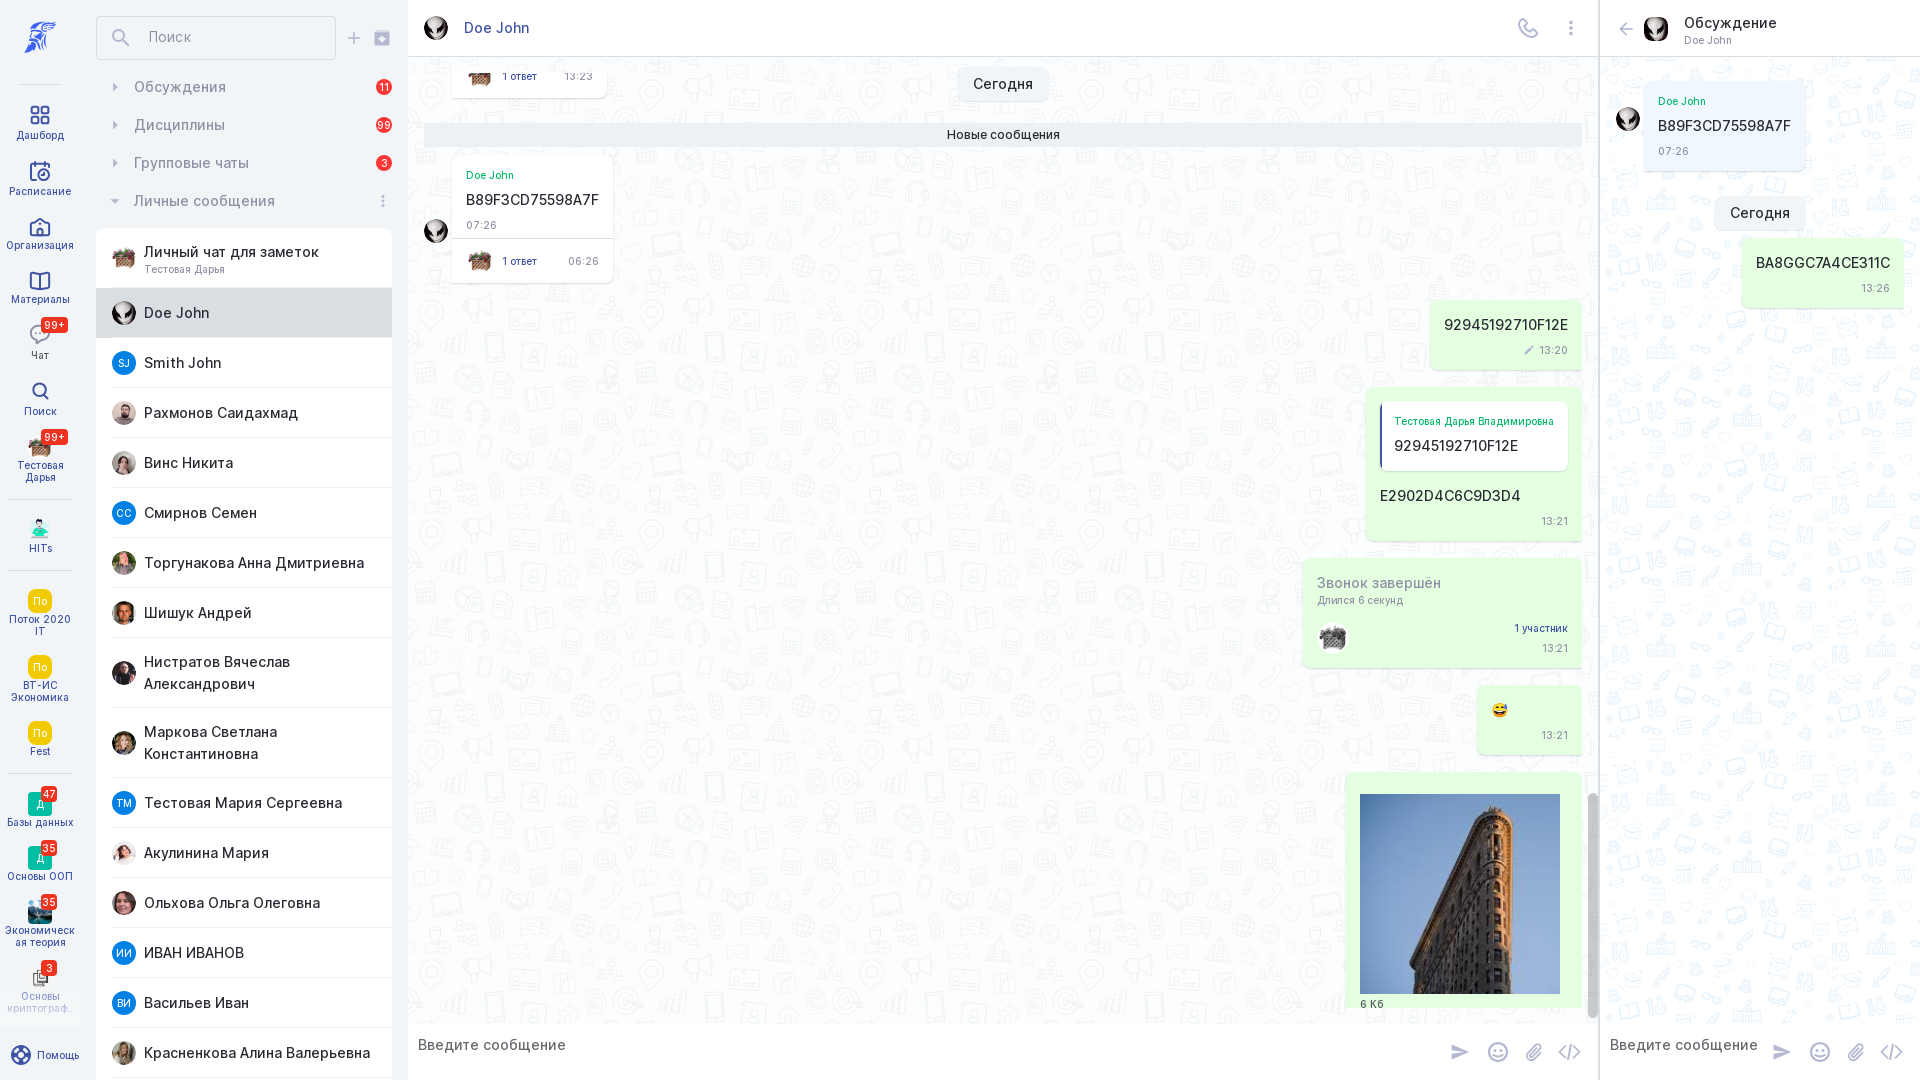 Дашборд
Расписание
Организация
Материалы
99+
Чат
Поиск
99+
Тестовая
Дарья
HITs
По
Поток 2020
IT
По
ВТ-ИС
Экономика
По
Fest
47
Д
Базы данных
35
Д
Основы ООП
35
Экономичес­к
ая теория
3
Основы
криптограф...
Помощь
Поиск
Обсуждения
11
Дисциплины
99
Групповые чаты
3
Личные сообщения
Личный чат для заметок
Тестовая Дарья
Doe John
SJ
Smith John
Рахмонов Саидахмад
Винс Никита
СС
Смирнов Семен
Торгунакова Анна Дмитриевна
Шишук Андрей
Нистратов Вячеслав
Александрович
Маркова Светлана
Константиновна
ТМ
Тестовая Мария Сергеевна
Акулинина Мария
Ольхова Ольга Олеговна
ИИ
ИВАН ИВАНОВ
ВИ
Васильев Иван
Красненкова Алина Валерьевна
Doe John
1 ответ
13:23
Сегодня
Новые сообщения
Doe John
B89F3CD75598A7F
07:26
1 ответ
06:26
92945192710F12E
13:20
Тестовая Дарья Владимировна
92945192710F12E
E2902D4C6C9D3D4
13:21
Звонок завершён
Длился 6 секунд
1 участник
13:21
13:21
6 Кб
Введите сообщение
Обсуждение
Doe John
Doe John
B89F3CD75598A7F
07:26
Сегодня
BA8GGC7A4CE311C
13:26
Введите сообщение